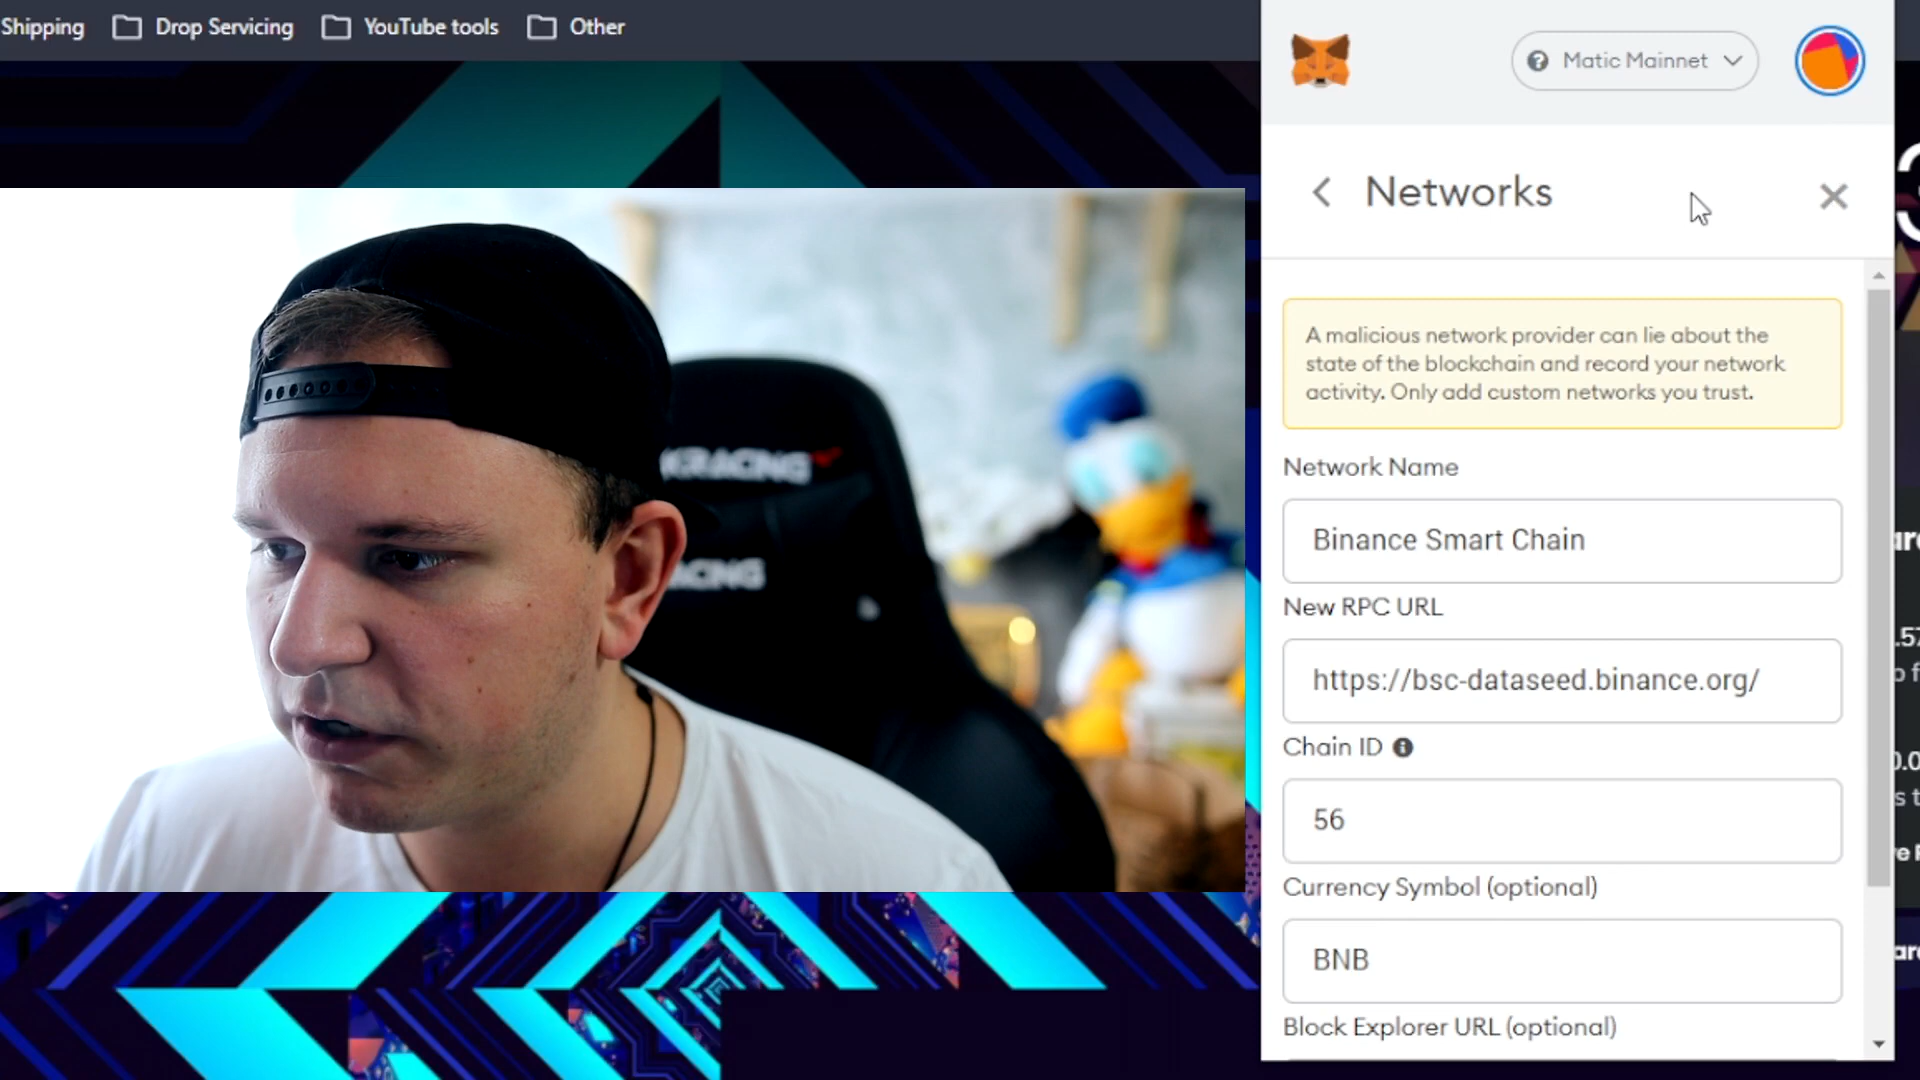 Shipping
Drop Servicing
YouTube tools
Other
Matic Mainnet
Networks
A malicious network provider can lie about the
state of the blockchain and record your network
activity. Only add custom networks you trust.
Network Name
Binance Smart Chain
New RPC URL
https://bsc-dataseed.binance.org/
Chain ID
56
Currency Symbol (optional)
BNB
Block Explorer URL (optional)